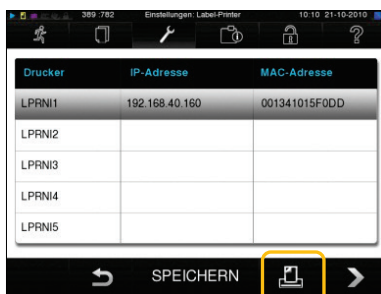 389 :782 Einstellungen: Label-Printer 10:10 21-10-2010
Drucker IP-Adresse MAC-Adresse
LPRNI1 192.168.40.160 001341015F0DD
LPRNI2
LPRNI3
LPRNI4
LPRNI5
SPEICHERN